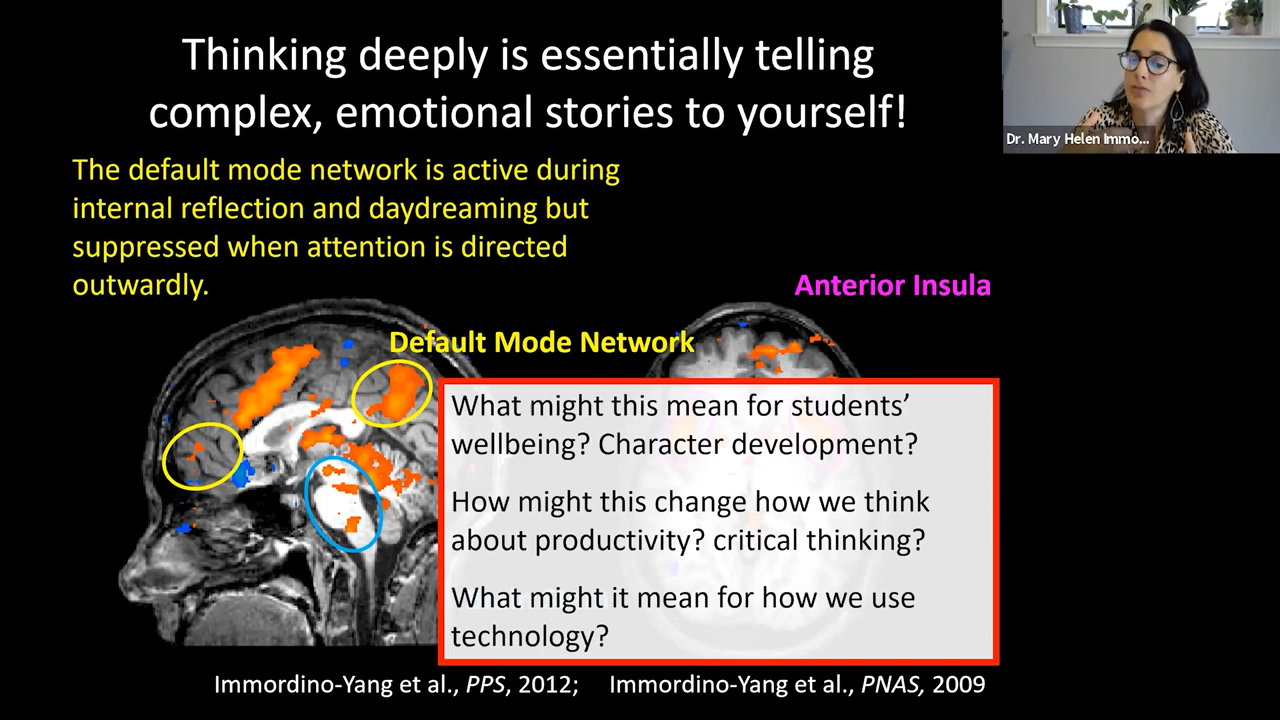 Thinking deeply is essentially telling
complex, emotional stories to yourself!
Dr. Mary Helen Immo...
The default mode network is active during
internal reflection and daydreaming but
suppressed when attention is directed
outwardly.
Anterior Insula
Default Mode Network
What might this mean for students’
wellbeing? Character development?
How might this change how we think
about productivity? critical thinking?
What might it mean for how we use
technology?
Immordino-Yang et al., PPS, 2012; Immordino-Yang et al., PNAS, 2009